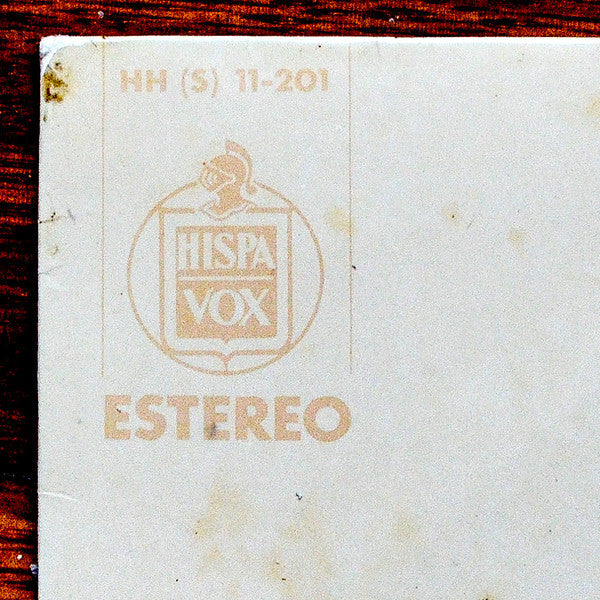 HH (S) 11-201
HISPA
VOX
ESTEREO